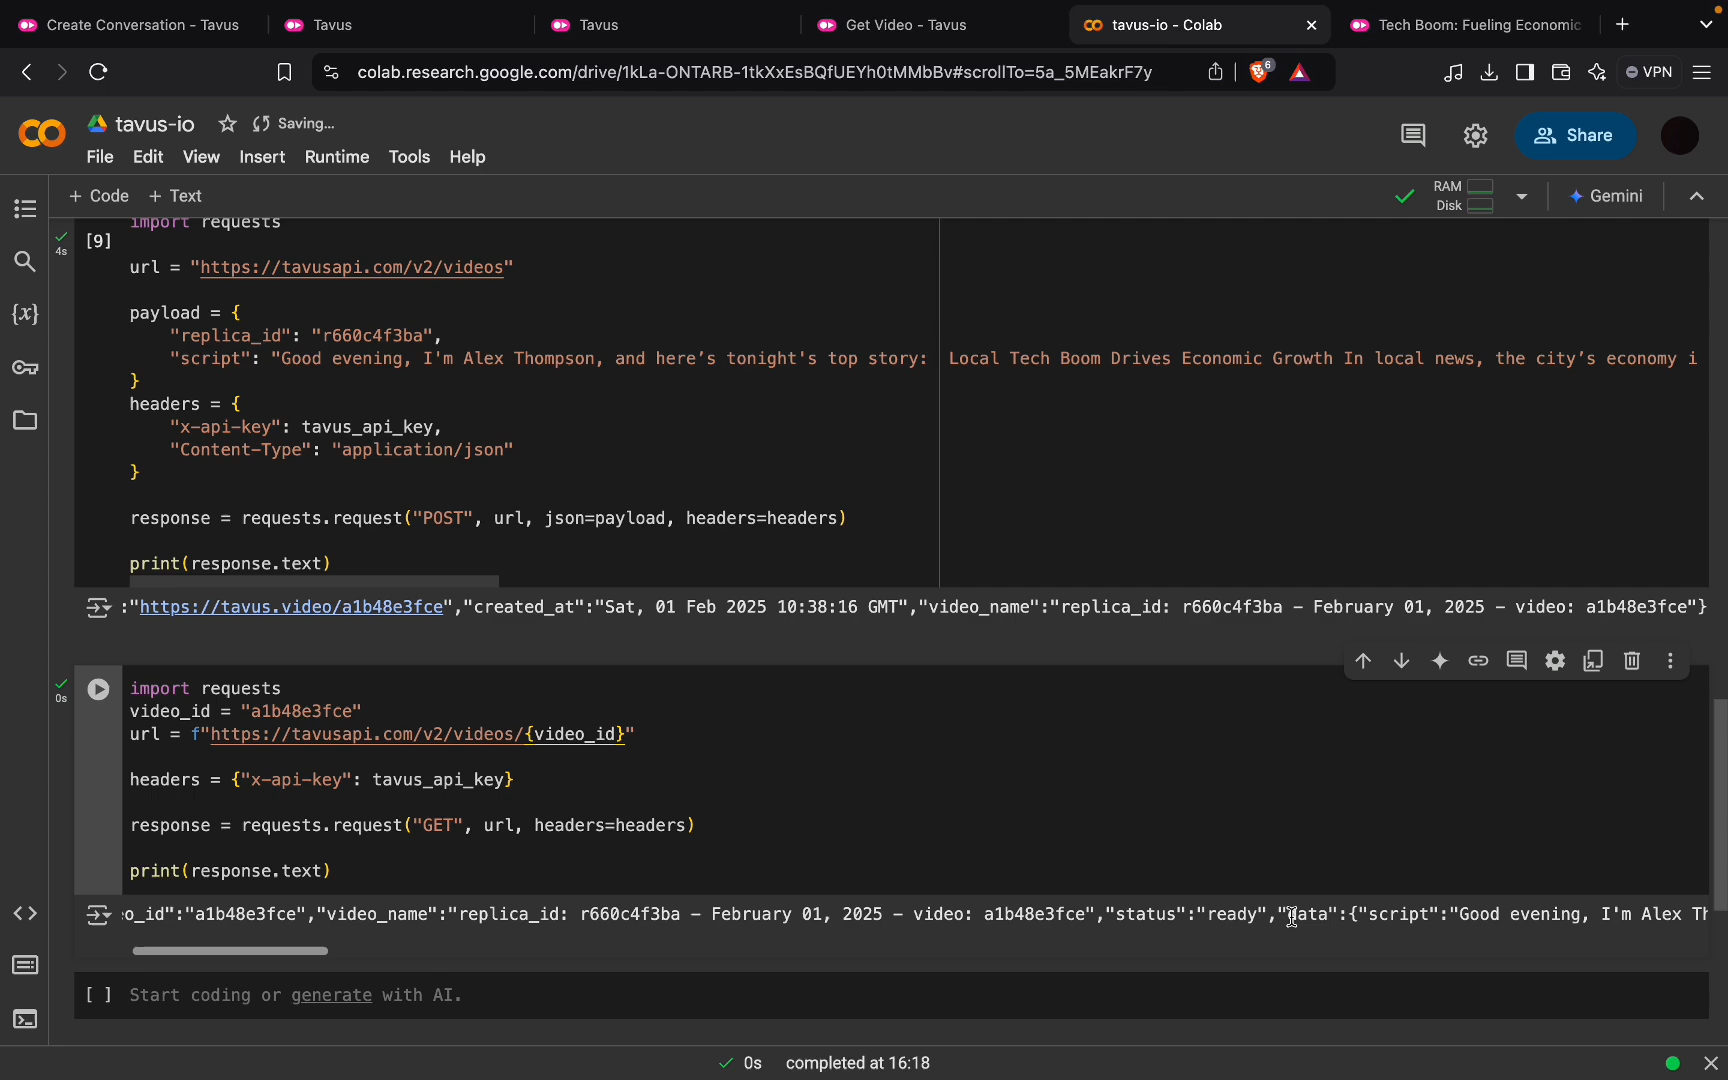 Create Conversation - Tavus
Tavus
Tavus
Get Video - Tavus
tavus-io - Colab
Tech Boom: Fueling Economic
colab.research.google.com/drive/1kLa-ONTARB-1tkXxEsBQfUEYh0tMMbBv#scrollTo=5a_5MEakrF7y
6
VPN
tavus-io
Saving...
File Edit View Insert Runtime Tools Help
Share
+ Code + Text
RAM
Disk
Gemini
import requests
[9]
4s
url = "https://tavusapi.com/v2/videos"
payload = {
"replica_id": "r660c4f3ba",
"script": "Good evening, I'm Alex Thompson, and here’s tonight's top story: Local Tech Boom Drives Economic Growth In local news, the city’s economy i
}
headers = {
"x-api-key": tavus_api_key,
"Content-Type": "application/json"
}
response = requests.request("POST", url, json=payload, headers=headers)
print(response.text)
:"https://tavus.video/a1b48e3fce","created_at":"Sat, 01 Feb 2025 10:38:16 GMT","video_name":"replica_id: r660c4f3ba - February 01, 2025 - video: a1b48e3fce"}
0s
import requests
video_id = "a1b48e3fce"
url = f"https://tavusapi.com/v2/videos/{video_id}"
headers = {"x-api-key": tavus_api_key}
response = requests.request("GET", url, headers=headers)
print(response.text)
o_id":"a1b48e3fce","video_name":"replica_id: r660c4f3ba - February 01, 2025 - video: a1b48e3fce","status":"ready","data":{"script":"Good evening, I'm Alex Th
[ ] Start coding or generate with AI.
0s completed at 16:18